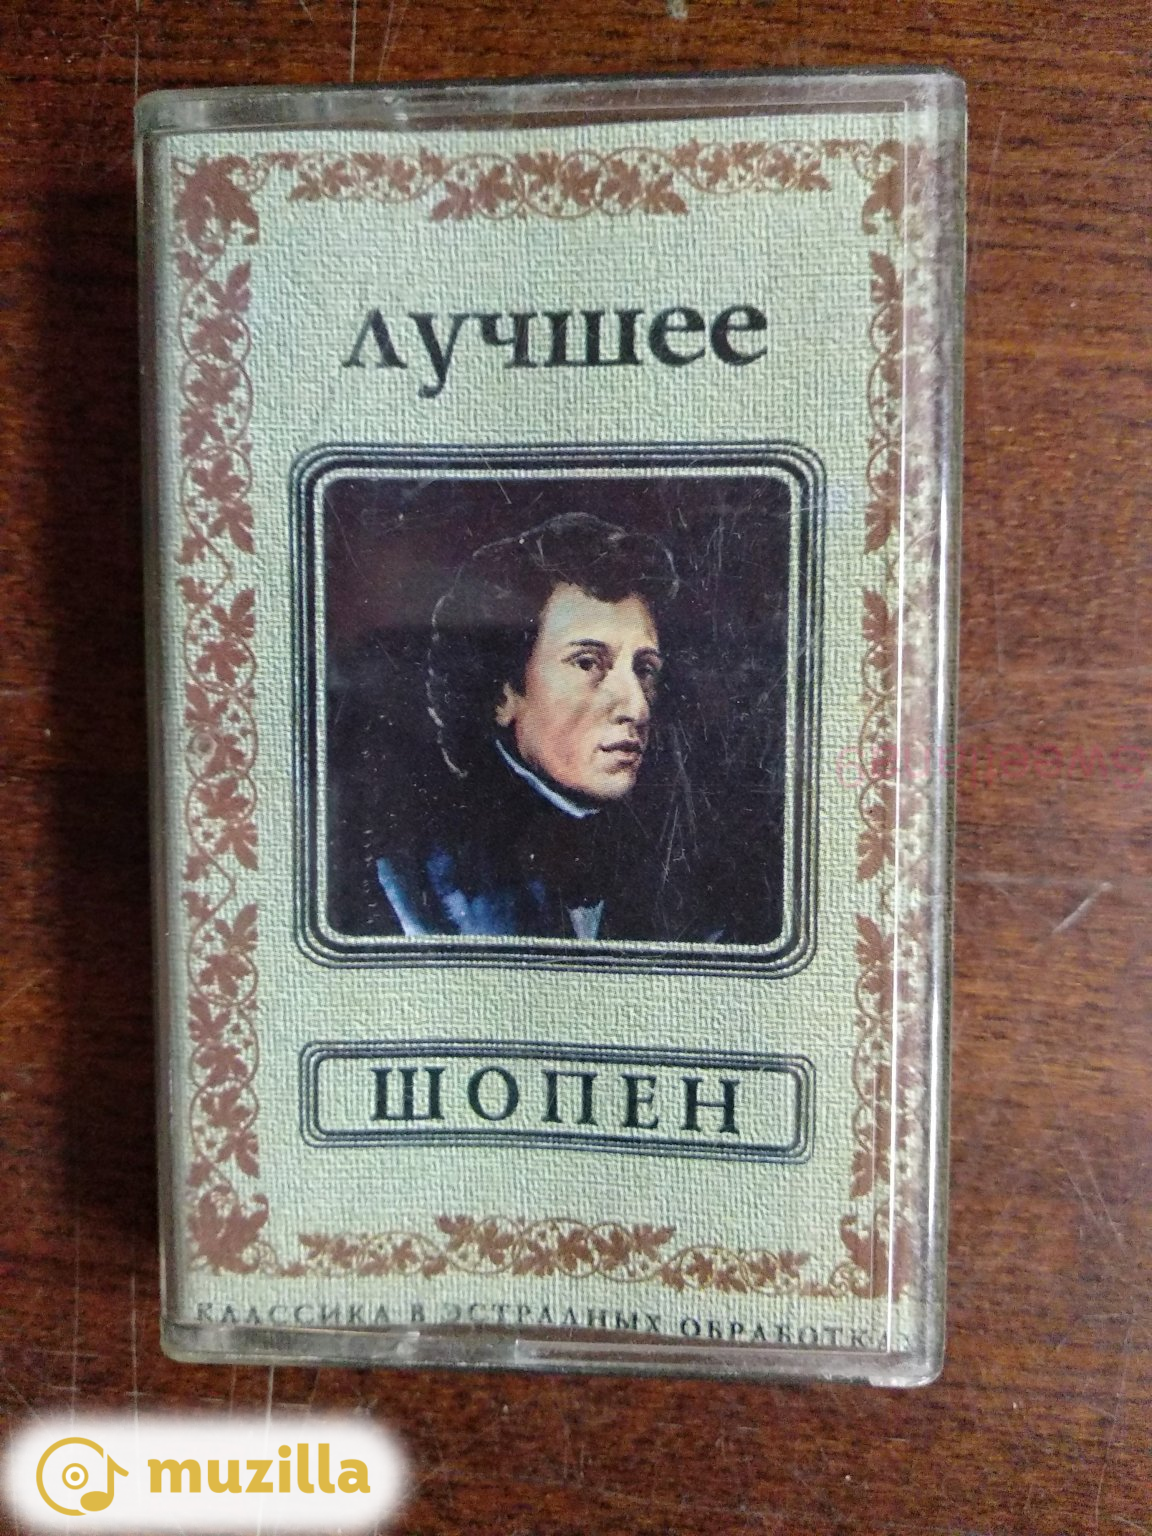 лучшее
ШОПЕН
КЛАССИКА В ЭСТРАДНЫХ ОБРАБОТКАХ
muzilla